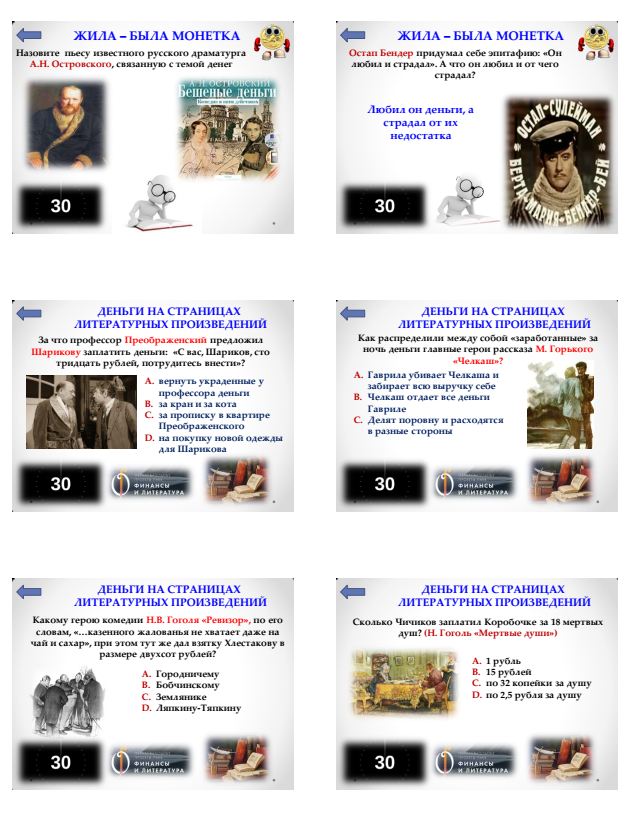 ЖИЛА – БЫЛА МОНЕТКА
Назовите пьесу известного русского драматурга
А.Н. Островского, связанную с темой денег
А. Н. ОСТРОВСКИЙ
Бешеные деньги
Комедия в пяти действиях
30
ЖИЛА – БЫЛА МОНЕТКА
Остап Бендер придумал себе эпитафию: «Он
любил и страдал». А что он любил и от чего
страдал?
Любил он деньги, а
страдал от их
недостатка
ОСТАП-СУЛЕЙМАН
БЕРТА-МАРИЯ-БЕНДЕР-БЕЙ
30
ДЕНЬГИ НА СТРАНИЦАХ
ЛИТЕРАТУРНЫХ ПРОИЗВЕДЕНИЙ
За что профессор Преображенский предложил
Шарикову заплатить деньги: «С вас, Шариков, сто
тридцать рублей, потрудитесь внести»?
A. вернуть украденные у
профессора деньги
B. за кран и за кота
C. за прописку в квартире
Преображенского
D. на покупку новой одежды
для Шарикова
30
ФИНАНСЫ
И ЛИТЕРАТУРА
ДЕНЬГИ НА СТРАНИЦАХ
ЛИТЕРАТУРНЫХ ПРОИЗВЕДЕНИЙ
Как распределили между собой «заработанные» за
ночь деньги главные герои рассказа М. Горького
«Челкаш»?
A. Гаврила убивает Челкаша и
забирает всю выручку себе
B. Челкаш отдает все деньги
Гавриле
C. Делят поровну и расходятся
в разные стороны
30
ФИНАНСЫ
И ЛИТЕРАТУРА
ДЕНЬГИ НА СТРАНИЦАХ
ЛИТЕРАТУРНЫХ ПРОИЗВЕДЕНИЙ
Какому герою комедии Н.В. Гоголя «Ревизор», по его
словам, «…казенного жалованья не хватает даже на
чай и сахар», при этом тут же дал взятку Хлестакову в
размере двухсот рублей?
A. Городничему
B. Бобчинскому
C. Землянике
D. Ляпкину-Тяпкину
30
ФИНАНСЫ
И ЛИТЕРАТУРА
ДЕНЬГИ НА СТРАНИЦАХ
ЛИТЕРАТУРНЫХ ПРОИЗВЕДЕНИЙ
Сколько Чичиков заплатил Коробочке за 18 мертвых
душ? (Н. Гоголь «Мертвые души»)
A. 1 рубль
B. 15 рублей
C. по 32 копейки за душу
D. по 2,5 рубля за душу
30
ФИНАНСЫ
И ЛИТЕРАТУРА